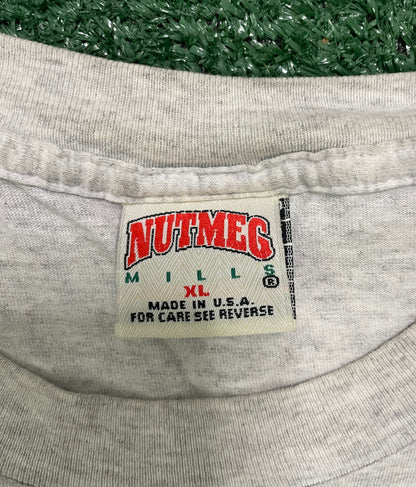 NUTMEG
MILLS ®
XL
MADE IN U.S.A.
FOR CARE SEE REVERSE